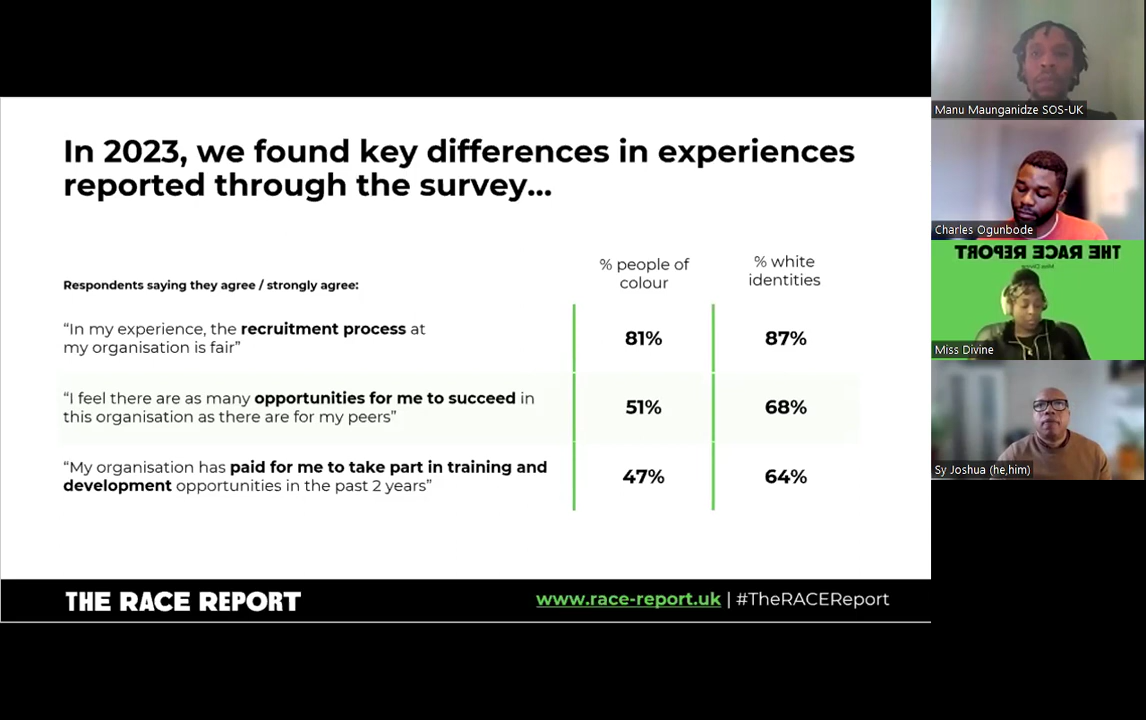 In 2023, we found key differences in experiences
reported through the survey...
Respondents saying they agree / strongly agree:
% people of
colour
% white
identities
“In my experience, the recruitment process at
my organisation is fair”
81%
87%
“I feel there are as many opportunities for me to succeed in
this organisation as there are for my peers”
51%
68%
“My organisation has paid for me to take part in training and
development opportunities in the past 2 years”
47%
64%
THE RACE REPORT
www.race-report.uk | #TheRACEReport
Manu Maunganidze SOS-UK
Charles Ogunbode
THE RACE REPORT
Miss Divine
Miss Divine
Sy Joshua (he,him)